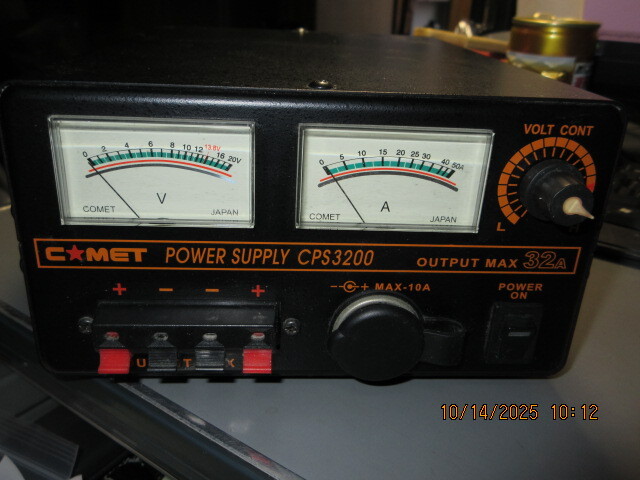 0 2 4 6 8 10 12 13.8V 16 20V
V
COMET JAPAN
0 5 10 15 20 25 30 40 50A
A
COMET JAPAN
VOLT CONT
L
C★MET POWER SUPPLY CPS3200 OUTPUT MAX 32A
+ − − + −C+ MAX-10A POWER
ON
U T X
10/14/2025 10:12